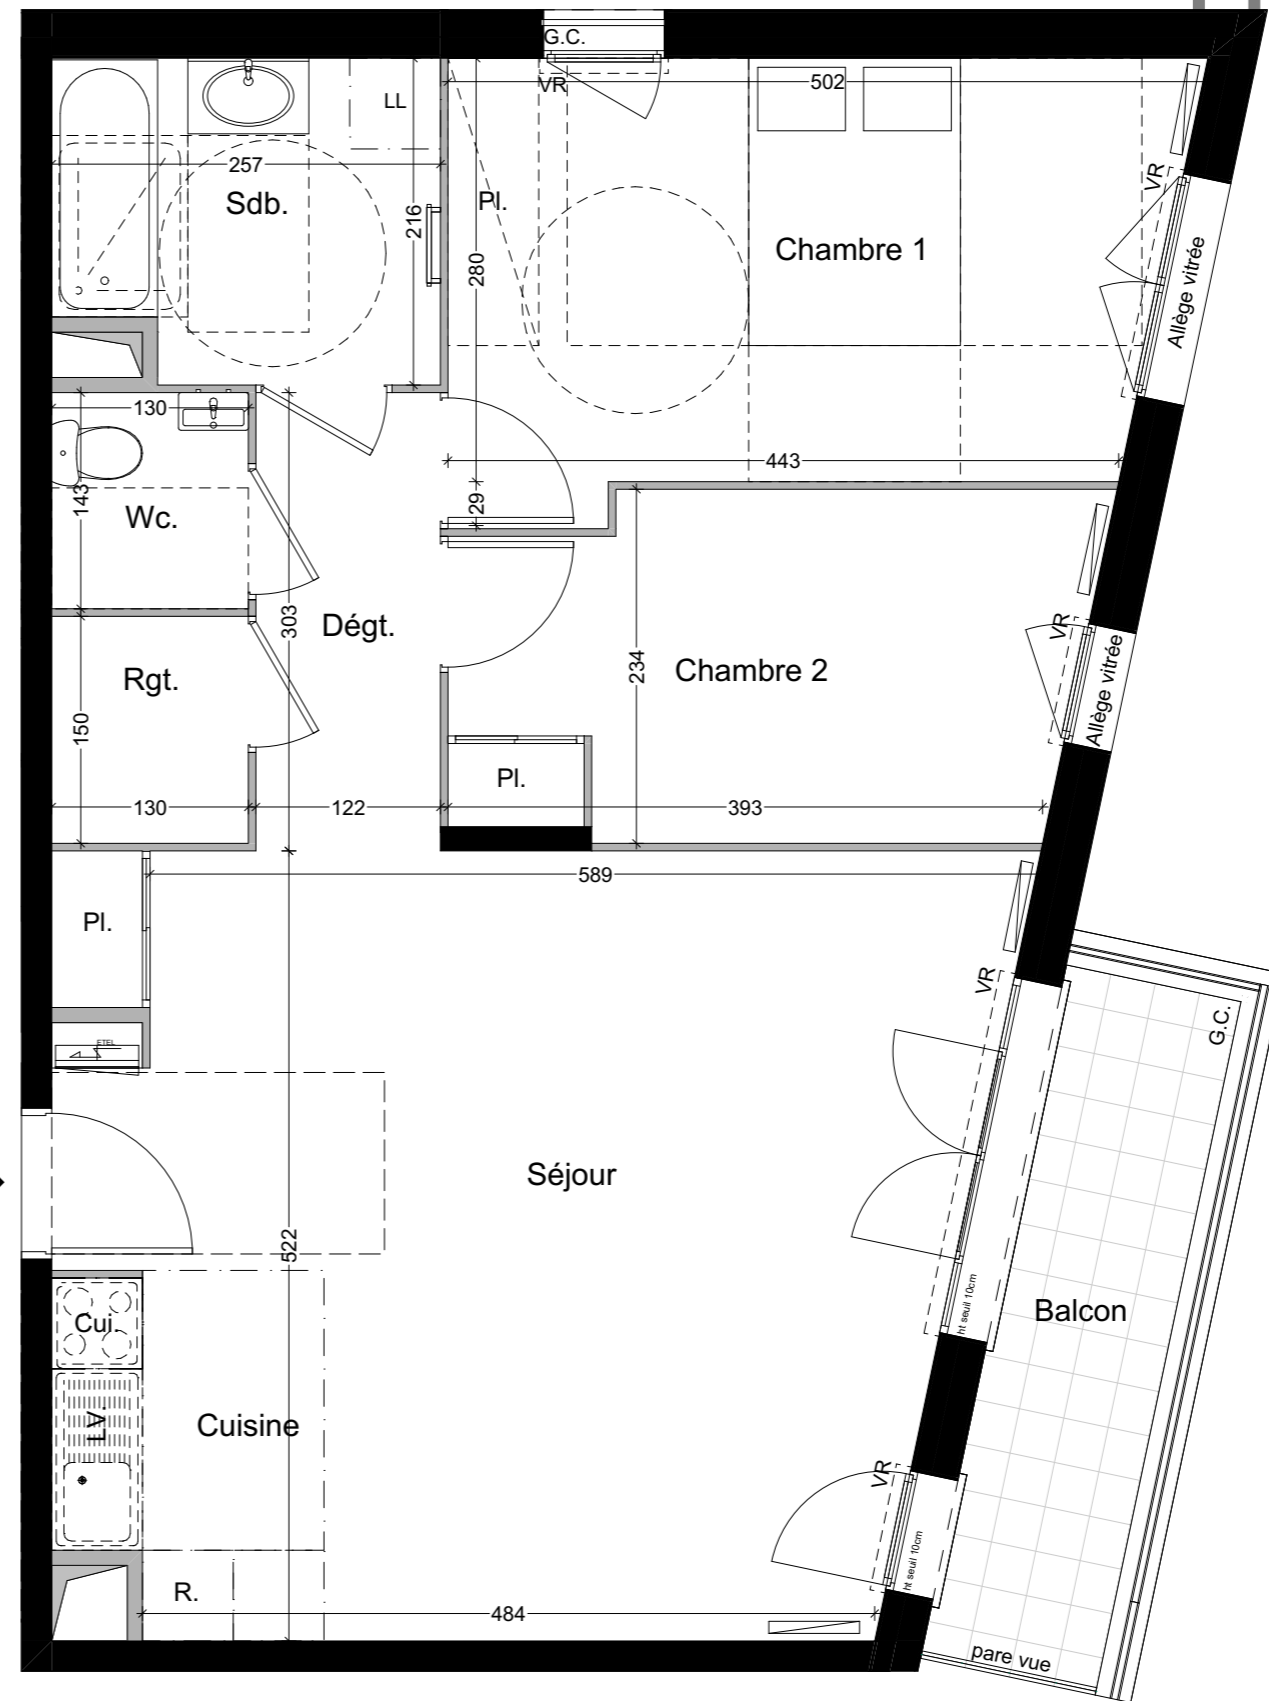 G.C.
VR
502
LL
257
Sdb.
216
Pl.
280
Chambre 1
VR
Allège vitrée
130
443
143
29
Wc.
303
Dégt.
234
Chambre 2
VR
Allège vitrée
Rgt.
150
Pl.
130
122
393
589
Pl.
VR
G.C.
ETEL
Séjour
522
ht seuil 10cm
Balcon
Cui.
LV.
Cuisine
VR
ht seuil 10cm
R.
484
pare vue